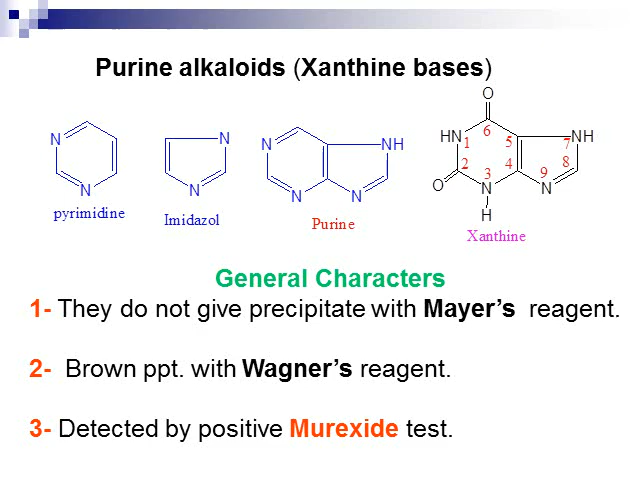 Purine alkaloids (Xanthine bases)
N
N
pyrimidine
N
N
Imidazol
N
N
NH
N
Purine
O
HN
1
6
5
7
NH
2
3
4
9
8
O
N
H
N
Xanthine
General Characters
1- They do not give precipitate with Mayer's reagent.
2- Brown ppt. with Wagner's reagent.
3- Detected by positive Murexide test.